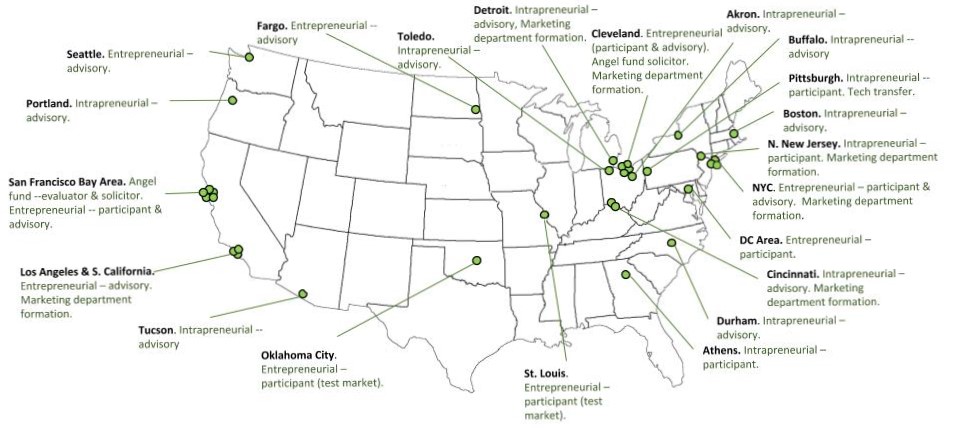 Seattle. Entrepreneurial –
advisory.
Portland. Intrapreneurial –
advisory.
San Francisco Bay Area. Angel
fund --evaluator & solicitor.
Entrepreneurial -- participant &
advisory.
Los Angeles & S. California.
Entrepreneurial – advisory.
Marketing department
formation.
Tucson. Intrapreneurial --
advisory
Oklahoma City.
Entrepreneurial –
participant (test market).
St. Louis.
Entrepreneurial –
participant (test
market).
Fargo. Entrepreneurial --
advisory
Toledo.
Intrapreneurial –
advisory.
Detroit. Intrapreneurial –
advisory, Marketing
department formation.
Cleveland. Entrepreneurial
(participant & advisory).
Angel fund solicitor.
Marketing department
formation.
Akron. Intrapreneurial –
advisory.
Buffalo. Intrapreneurial --
advisory
Pittsburgh. Intrapreneurial --
participant. Tech transfer.
Boston. Intrapreneurial –
advisory.
N. New Jersey. Intrapreneurial –
participant. Marketing department
formation.
NYC. Entrepreneurial – participant &
advisory. Marketing department
formation.
DC Area. Entrepreneurial –
participant.
Cincinnati. Intrapreneurial –
advisory. Marketing
department formation.
Durham. Intrapreneurial –
advisory.
Athens. Intrapreneurial –
participant.